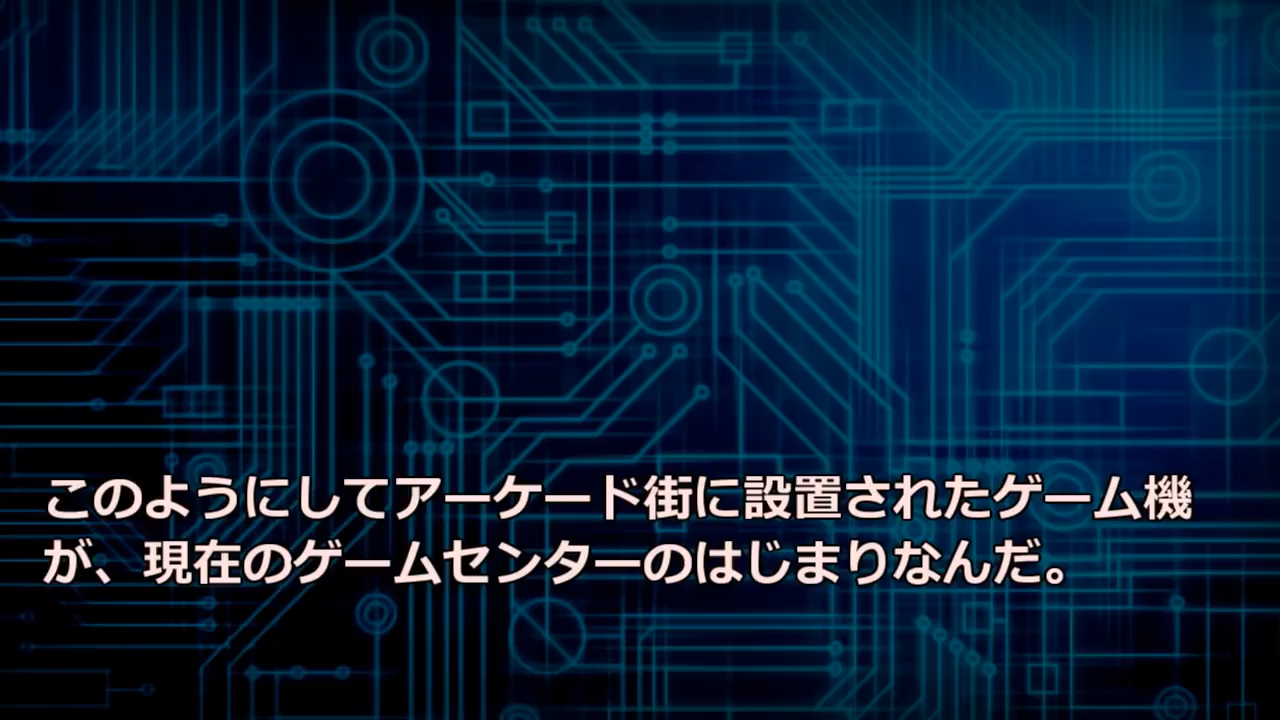 このようにしてアーケード街に設置されたゲーム機
が、現在のゲームセンターのはじまりなんだ。